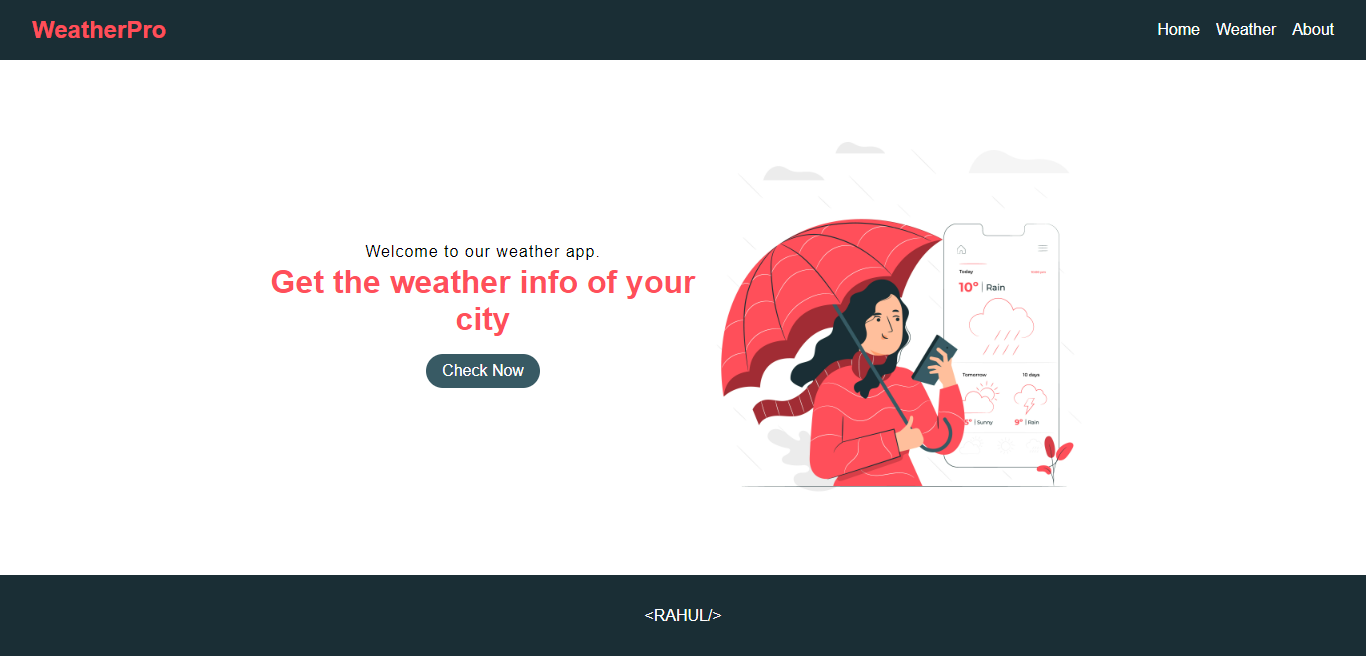 WeatherPro
Home Weather About
Welcome to our weather app.
Get the weather info of your
city
Check Now
Today
10° | Rain
Tomorrow 10 days
5° | Sunny 9° | Rain
<RAHUL/>